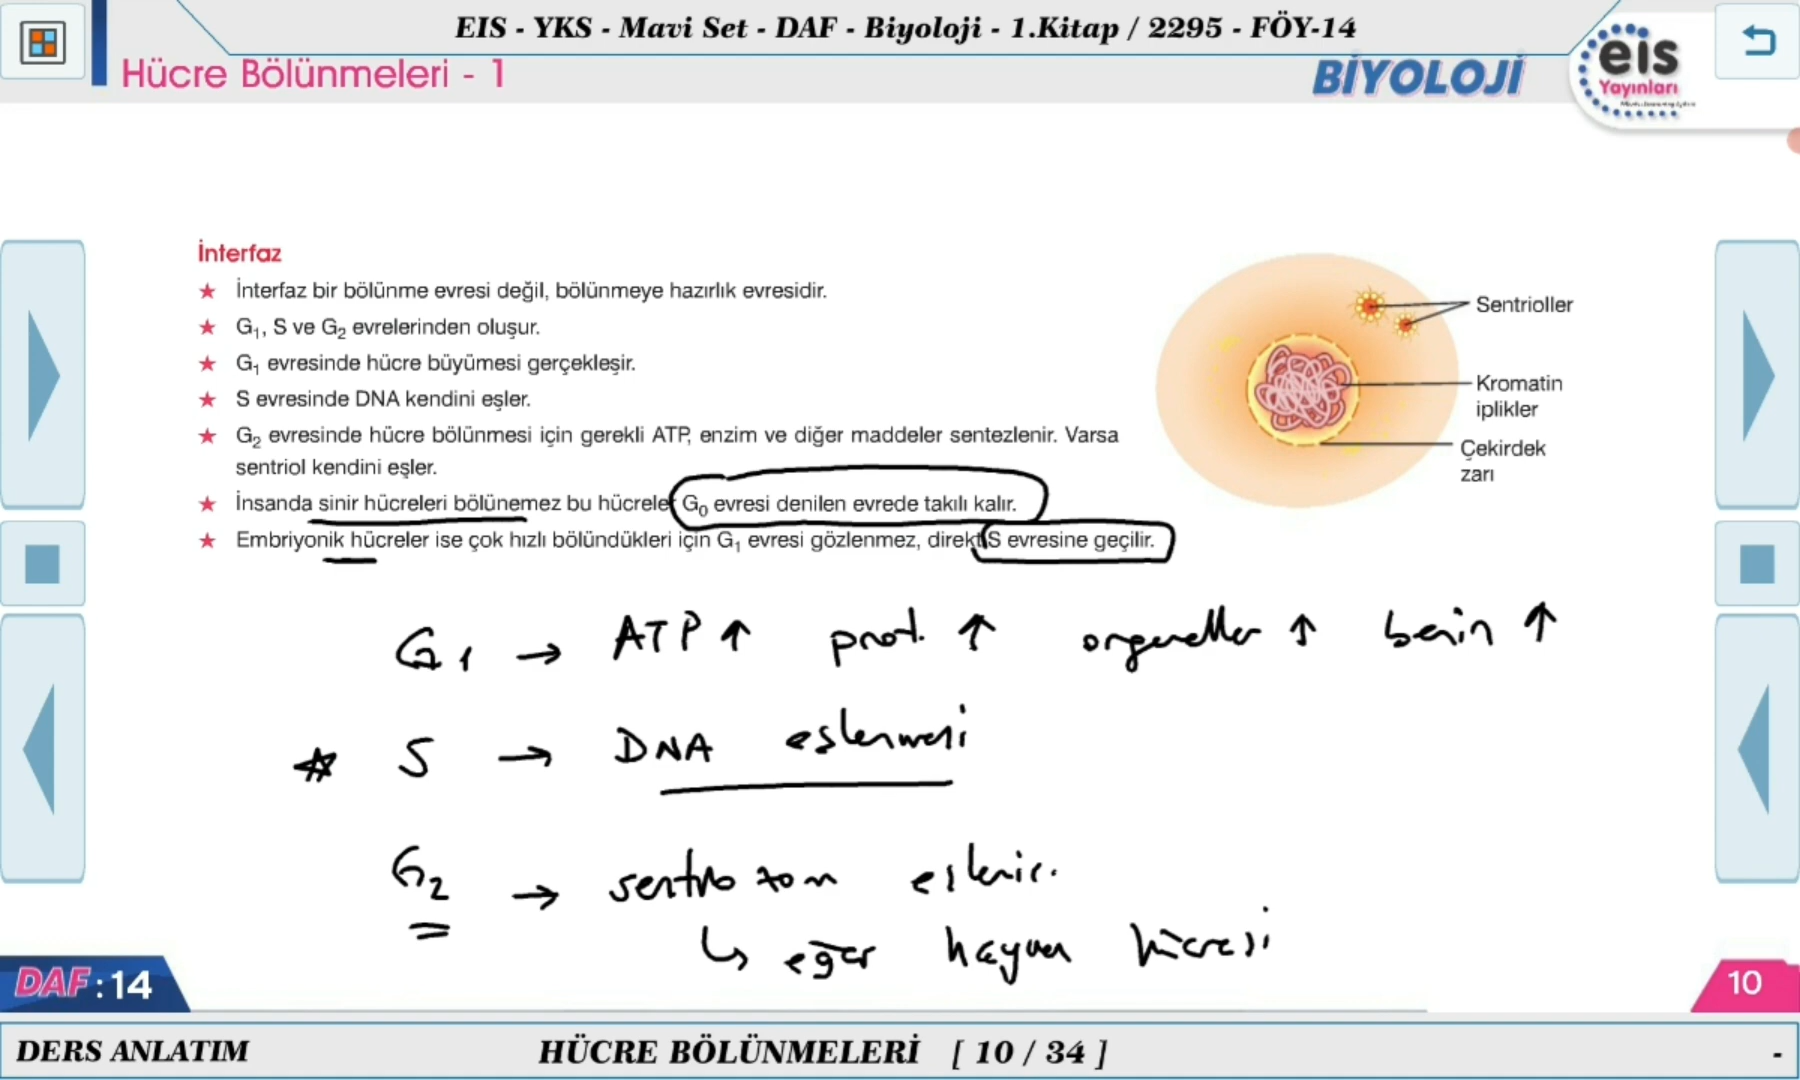 EIS - YKS - Mavi Set - DAF - Biyoloji - 1.Kitap / 2295 - FÖY-14
Hücre Bölünmeleri - 1
BİYOLOJİ
eis
Yayınları
İnterfaz
★ İnterfaz bir bölünme evresi değil, bölünmeye hazırlık evresidir.
★ G₁, S ve G₂ evrelerinden oluşur.
★ G₁ evresinde hücre büyümesi gerçekleşir.
★ S evresinde DNA kendini eşler.
★ G₂ evresinde hücre bölünmesi için gerekli ATP, enzim ve diğer maddeler sentezlenir. Varsa
sentriol kendini eşler.
★ İnsanda sinir hücreleri bölünemez bu hücreler G₀ evresi denilen evrede takılı kalır.
★ Embriyonik hücreler ise çok hızlı bölündükleri için G₁ evresi gözlenmez, direkt S evresine geçilir.
Sentrioller
Kromatin
iplikler
Çekirdek
zarı
G₁ → ATP ↑ prot. ↑ organeller ↑ besin ↑
S → DNA eşlenmesi
G₂ → sentrozom eşlenir.
↳ eğer hayvan hücresi
DAF : 14
10
DERS ANLATIM
HÜCRE BÖLÜNMELERİ [ 10 / 34 ]
-